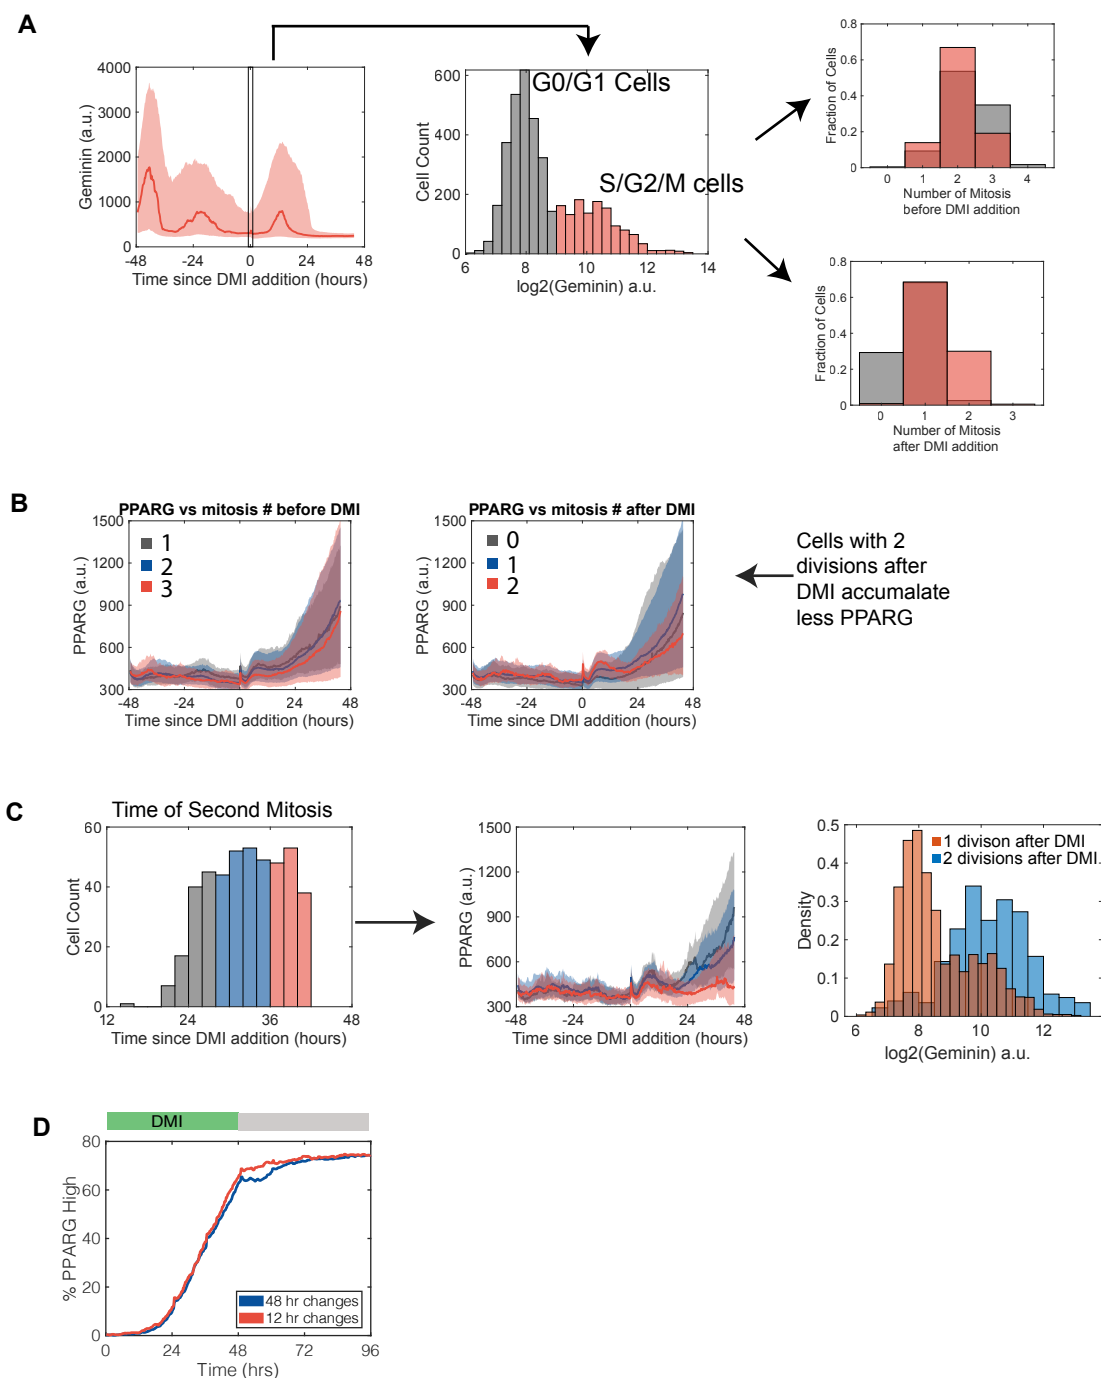 A
4000
3000
2000
1000
0
Geminin (a.u.)
-48
-24
0
24
48
Time since DMI addition (hours)
600
400
200
0
Cell Count
G0/G1 Cells
S/G2/M cells
6
8
10
12
14
log2(Geminin) a.u.
0.8
0.6
0.4
0.2
0
Fraction of Cells
0
1
2
3
4
Number of Mitosis
before DMI addition
0.8
0.6
0.4
0.2
0
Fraction of Cells
0
1
2
3
Number of Mitosis
after DMI addition
B
PPARG vs mitosis # before DMI
1500
1200
900
600
300
PPARG (a.u.)
1
2
3
-48
-24
0
24
48
Time since DMI addition (hours)
PPARG vs mitosis # after DMI
1500
1200
900
600
300
PPARG (a.u.)
0
1
2
-48
-24
0
24
48
Time since DMI addition (hours)
Cells with 2
divisions after
DMI accumalate
less PPARG
C
Time of Second Mitosis
60
40
20
0
Cell Count
12
24
36
48
Time since DMI addition (hours)
1500
1200
900
600
300
PPARG (a.u.)
-48
-24
0
24
48
Time since DMI addition (hours)
0.5
0.4
0.3
0.2
0.1
0
Density
1 divison after DMI
2 divisions after DMI.
6
8
10
12
log2(Geminin) a.u.
D
DMI
80
60
40
20
0
% PPARG High
48 hr changes
12 hr changes
0
24
48
72
96
Time (hrs)